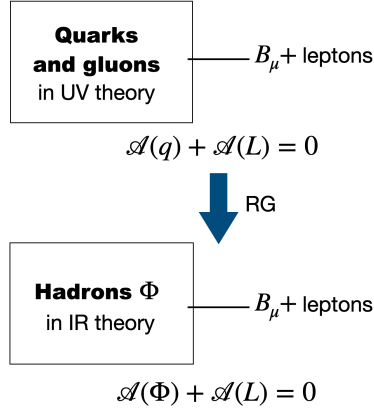 Quarks
and gluons
in UV theory
B_μ + leptons
𝒜(q) + 𝒜(L) = 0
RG
Hadrons Φ
in IR theory
B_μ + leptons
𝒜(Φ) + 𝒜(L) = 0